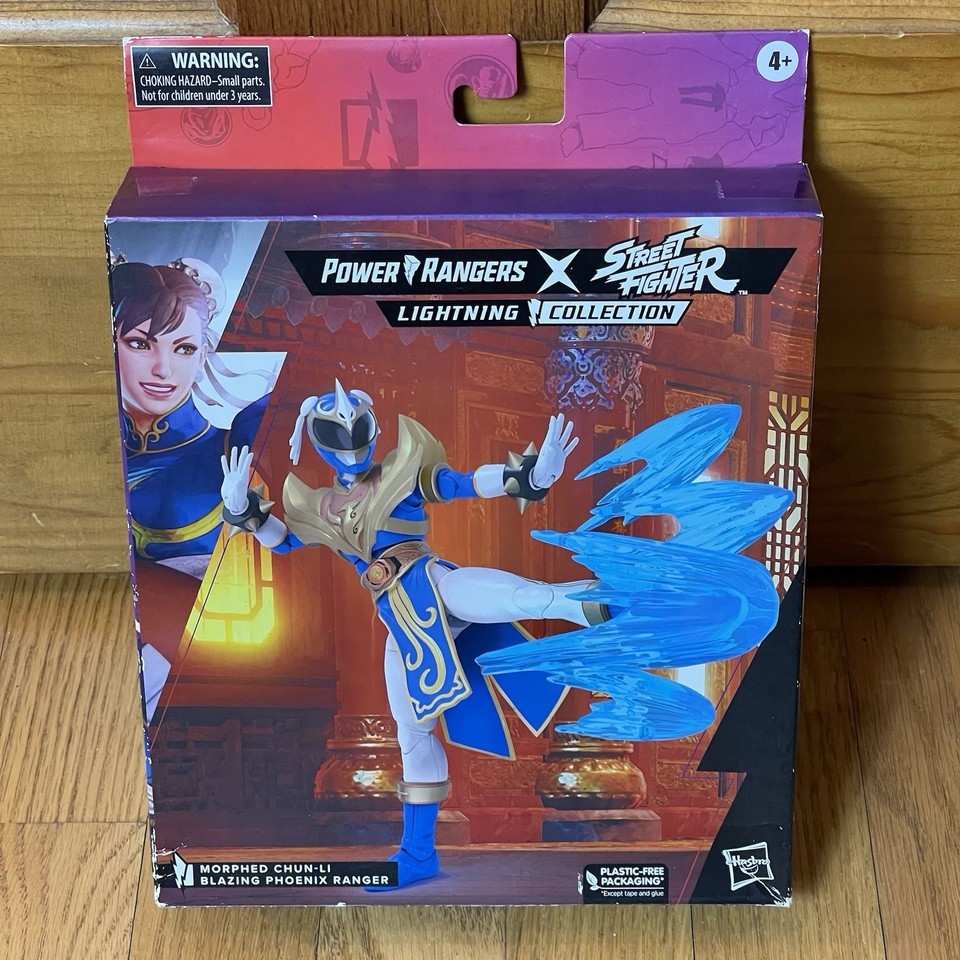 ⚠ WARNING:
CHOKING HAZARD–Small parts.
Not for children under 3 years.
4+
POWER RANGERS X STREET FIGHTER™
LIGHTNING COLLECTION
MORPHED CHUN-LI
BLAZING PHOENIX RANGER
PLASTIC-FREE
PACKAGING*
*Except tape and glue
Hasbro